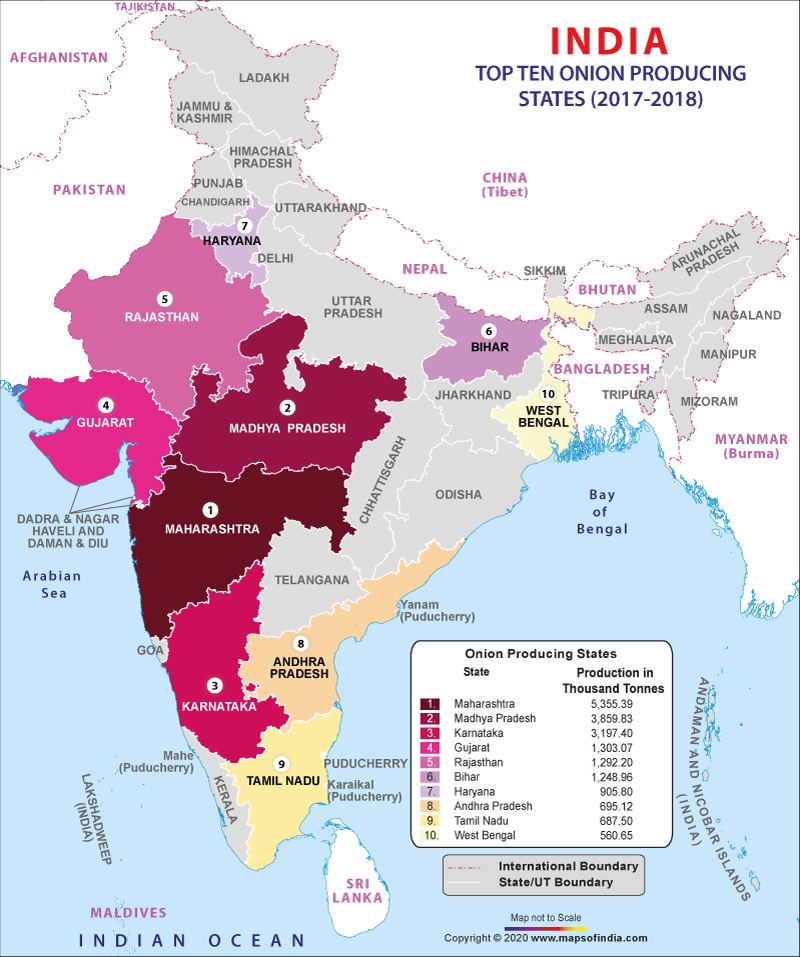 TAJIKISTAN
INDIA
TOP TEN ONION PRODUCING
STATES (2017-2018)
AFGHANISTAN
LADAKH
JAMMU &
KASHMIR
HIMACHAL
PRADESH
PAKISTAN
PUNJAB
CHANDIGARH
UTTARAKHAND
CHINA
(Tibet)
7
HARYANA
DELHI
NEPAL
SIKKIM
BHUTAN
ARUNACHAL
PRADESH
5
RAJASTHAN
UTTAR
PRADESH
ASSAM
NAGALAND
6
BIHAR
MEGHALAYA
MANIPUR
BANGLADESH
4
GUJARAT
2
MADHYA PRADESH
JHARKHAND
10
WEST
BENGAL
TRIPURA
MIZORAM
MYANMAR
(Burma)
CHHATTISGARH
ODISHA
1
MAHARASHTRA
DADRA & NAGAR
HAVELI AND
DAMAN & DIU
Bay
of
Bengal
Arabian
Sea
TELANGANA
Yanam
(Puducherry)
GOA
8
ANDHRA
PRADESH
3
KARNATAKA
Mahe
(Puducherry)
9
TAMIL NADU
PUDUCHERRY
Karaikal
(Puducherry)
KERALA
LAKSHADWEEP
(INDIA)
ANDAMAN AND NICOBAR ISLANDS
(INDIA)
Onion Producing States
State Production in
Thousand Tonnes
1. Maharashtra 5,355.39
2. Madhya Pradesh 3,859.83
3. Karnataka 3,197.40
4. Gujarat 1,303.07
5. Rajasthan 1,292.20
6. Bihar 1,248.96
7. Haryana 905.80
8. Andhra Pradesh 695.12
9. Tamil Nadu 687.50
10. West Bengal 560.65
International Boundary
State/UT Boundary
SRI
LANKA
MALDIVES
INDIAN OCEAN
Map not to Scale
Copyright © 2020 www.mapsofindia.com